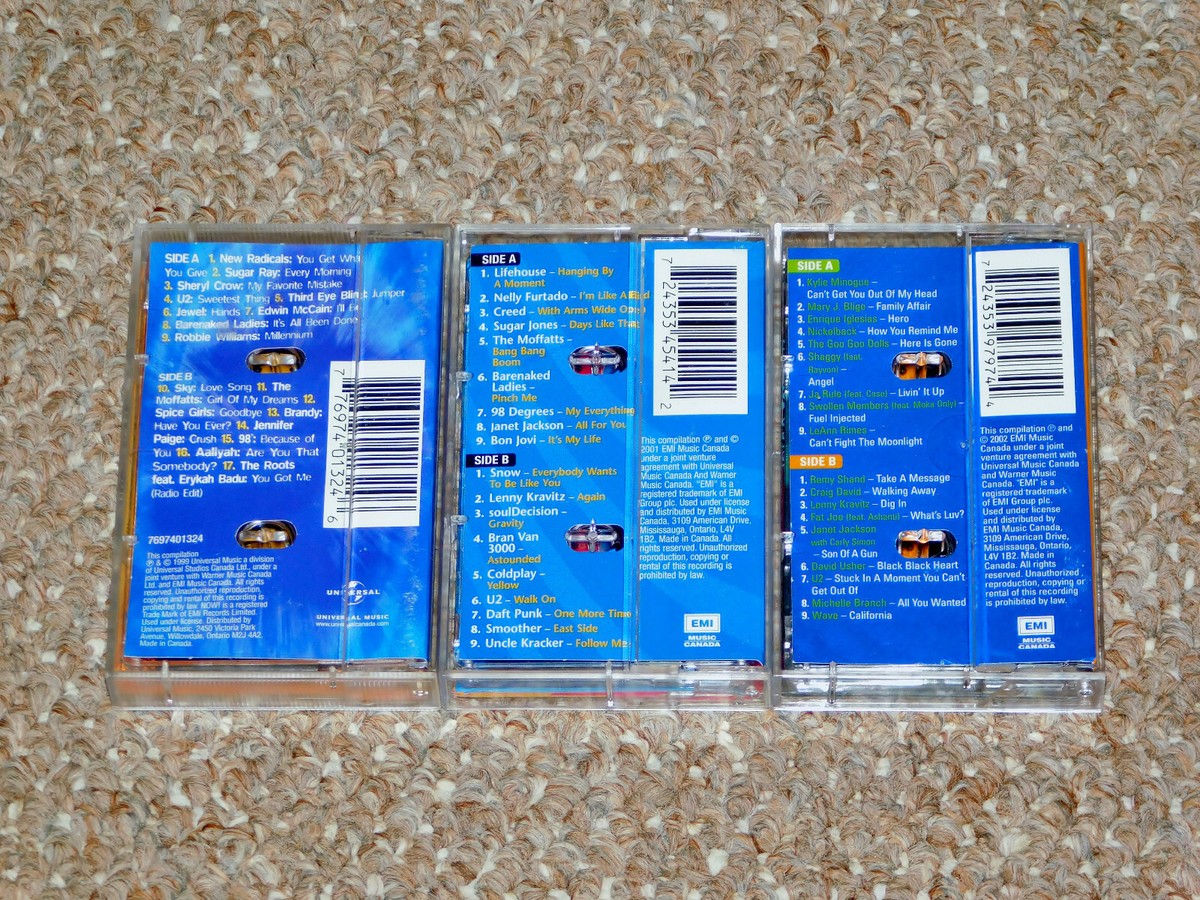 SIDE A 1. New Radicals: You Get Wha
You Give 2. Sugar Ray: Every Morning
3. Sheryl Crow: My Favorite Mistake
4. U2: Sweetest Thing 5. Third Eye Blind: Jumper
6. Jewel: Hands 7. Edwin McCain: I'll Be
8. Barenaked Ladies: It's All Been Done
9. Robbie Williams: Millennium
SIDE B
10. Sky: Love Song 11. The
Moffatts: Girl Of My Dreams 12.
Spice Girls: Goodbye 13. Brandy:
Have You Ever? 14. Jennifer
Paige: Crush 15. 98°: Because of
You 16. Aaliyah: Are You That
Somebody? 17. The Roots
feat. Erykah Badu: You Got Me
(Radio Edit)
7 76974 01324 6
7697401324
This compilation
℗ & © 1999 Universal Music a division
of Universal Studios Canada Ltd., under a
joint venture with Warner Music Canada
Ltd. and EMI Music Canada. All rights
reserved. Unauthorized reproduction,
copying and rental of this recording is
prohibited by law. NOW! is a registered
Trade Mark of EMI Records Limited.
Used under license. Distributed by
Universal Music, 2450 Victoria Park
Avenue, Willowdale, Ontario M2J 4A2.
Made in Canada.
UNIVERSAL
UNIVERSAL MUSIC
www.universalcanada.com
SIDE A
1. Lifehouse – Hanging By
A Moment
2. Nelly Furtado – I'm Like A Bird
3. Creed – With Arms Wide Open
4. Sugar Jones – Days Like That
5. The Moffatts –
Bang Bang
Boom
6. Barenaked
Ladies –
Pinch Me
7. 98 Degrees – My Everything
8. Janet Jackson – All For You
9. Bon Jovi – It's My Life
SIDE B
1. Snow – Everybody Wants
To Be Like You
2. Lenny Kravitz – Again
3. soulDecision –
Gravity
4. Bran Van
3000 –
Astounded
5. Coldplay –
Yellow
6. U2 – Walk On
7. Daft Punk – One More Time
8. Smoother – East Side
9. Uncle Kracker – Follow Me
7 24353 45414 2
This compilation ℗ and ©
2001 EMI Music Canada
under a joint venture
agreement with Universal
Music Canada And Warner
Music Canada. "EMI" is a
registered trademark of EMI
Group plc. Used under license
and distributed by EMI Music
Canada, 3109 American Drive,
Mississauga, Ontario, L4V
1B2. Made in Canada. All
rights reserved. Unauthorized
reproduction, copying or
rental of this recording is
prohibited by law.
EMI
MUSIC
CANADA
SIDE A
1. Kylie Minogue –
Can't Get You Out Of My Head
2. Mary J. Blige – Family Affair
3. Enrique Iglesias – Hero
4. Nickelback – How You Remind Me
5. The Goo Goo Dolls – Here Is Gone
6. Shaggy (feat.
Rayvon) –
Angel
7. Ja Rule (feat. Case) – Livin' It Up
8. Swollen Members (feat. Moka Only) –
Fuel Injected
9. LeAnn Rimes –
Can't Fight The Moonlight
SIDE B
1. Remy Shand – Take A Message
2. Craig David – Walking Away
3. Lenny Kravitz – Dig In
4. Fat Joe (feat. Ashanti) – What's Luv?
5. Janet Jackson
with Carly Simon
– Son Of A Gun
6. David Usher – Black Black Heart
7. U2 – Stuck In A Moment You Can't
Get Out Of
8. Michelle Branch – All You Wanted
9. Wave – California
7 24353 97972 4
This compilation ℗ and
© 2002 EMI Music
Canada under a joint
venture agreement
with Universal Music
Canada and Warner
Music Canada. "EMI" is
a registered trademark
of EMI Group plc.
Used under license
and distributed
by EMI Music Canada,
3109 American Drive,
Mississauga, Ontario,
L4V 1B2. Made in
Canada. All rights
reserved. Unauthorized
reproduction, copying or
rental of this recording
is prohibited by law.
EMI
MUSIC
CANADA